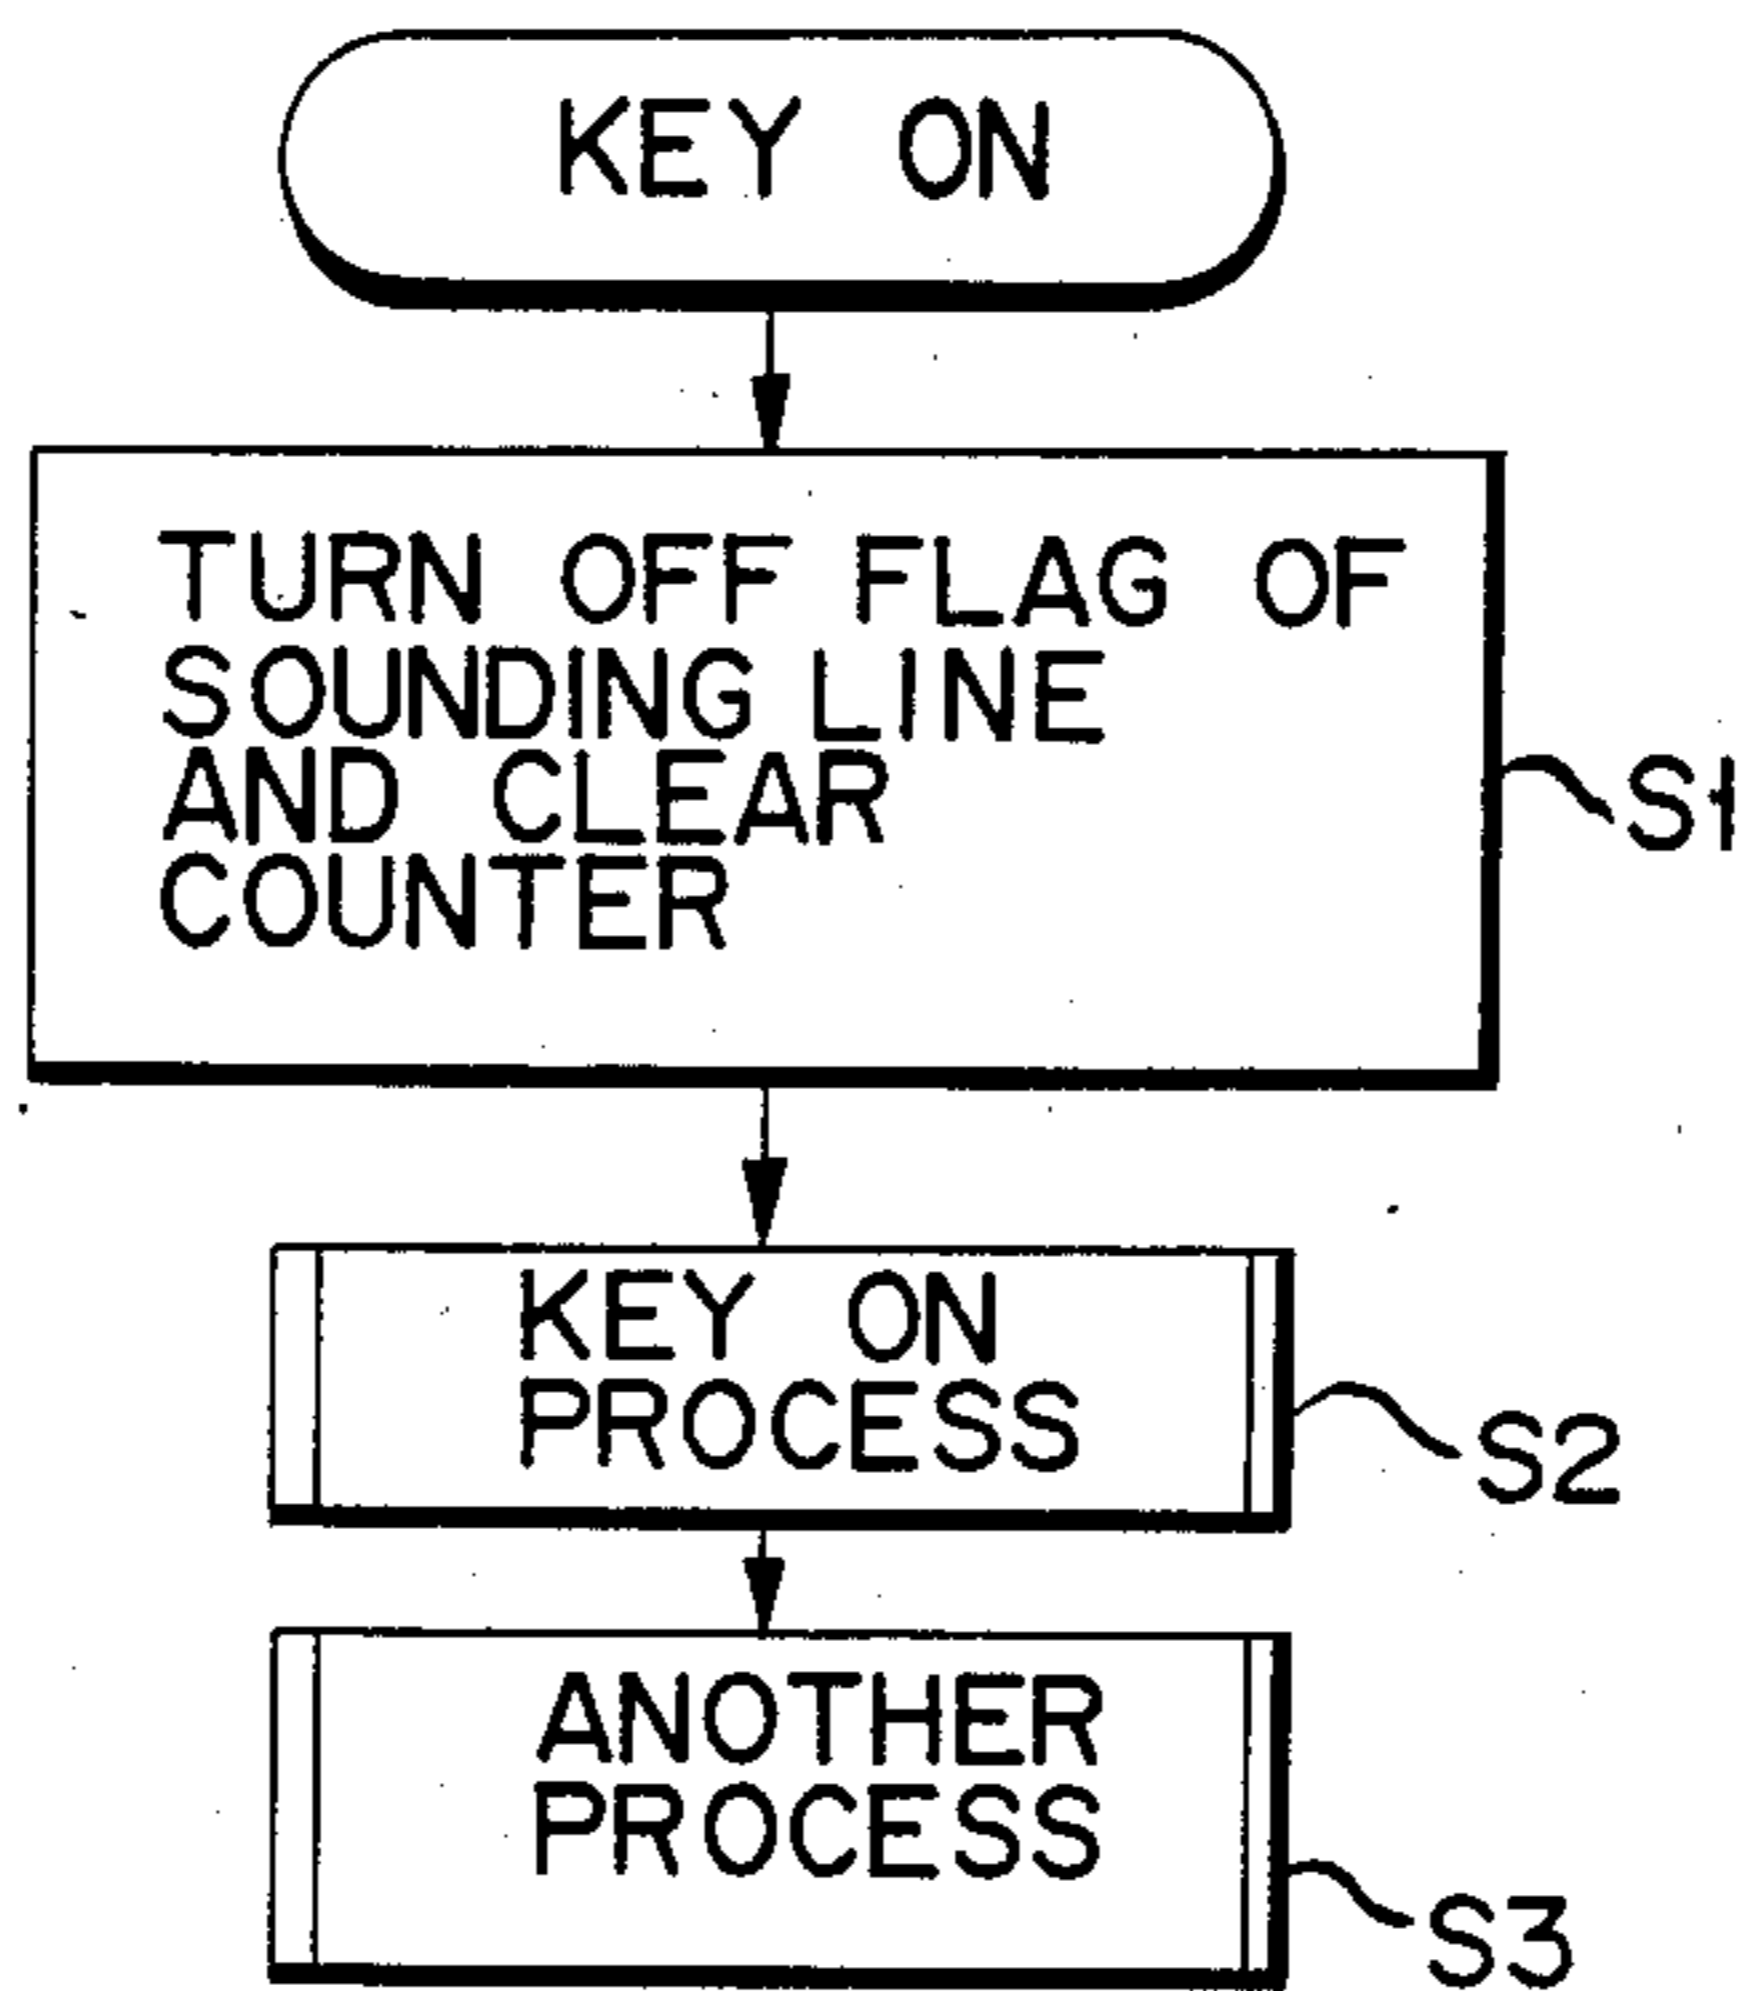 KEY ON
TURN OFF FLAG OF
SOUNDING LINE
AND CLEAR
COUNTER
S1
KEY ON
PROCESS
S2
ANOTHER
PROCESS
S3